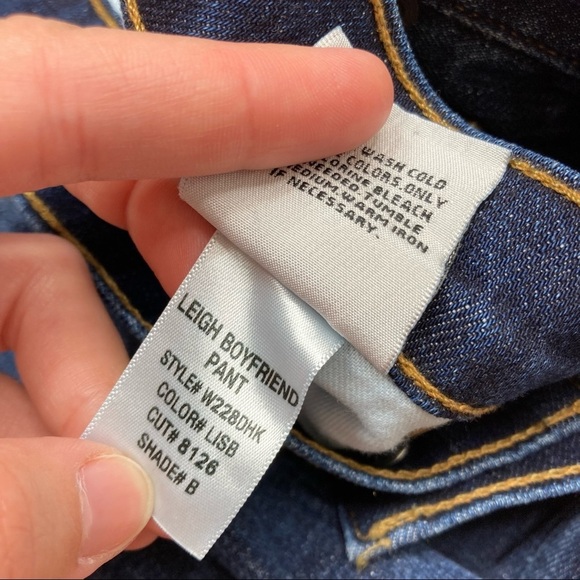 WASH COLD
COLORS ONLY
BLEACH
TUMBLE
MEDIUM WARM IRON
IF NECESSARY.
LEIGH BOYFRIEND
PANT
STYLE# W228DHK
COLOR# LISB
CUT# 8126
SHADE# B